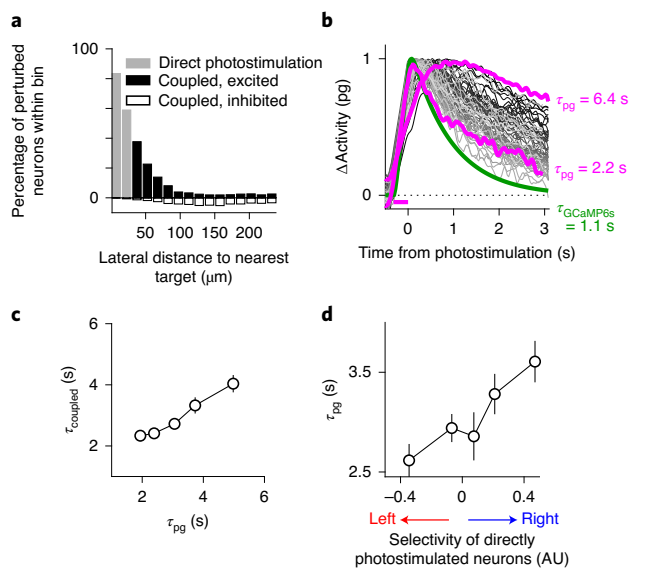 a
100
0
Percentage of perturbed
neurons within bin
Direct photostimulation
Coupled, excited
Coupled, inhibited
50
100
150
200
Lateral distance to nearest
target (μm)
b
1
0
Δ Activity (pg)
τpg = 6.4 s
τpg = 2.2 s
τGCaMP6s
= 1.1 s
0
1
2
3
Time from photostimulation (s)
c
6
4
2
τcoupled (s)
2
4
6
τpg (s)
d
3.5
2.5
τpg (s)
–0.4
0
0.4
Left
Right
Selectivity of directly
photostimulated neurons (AU)